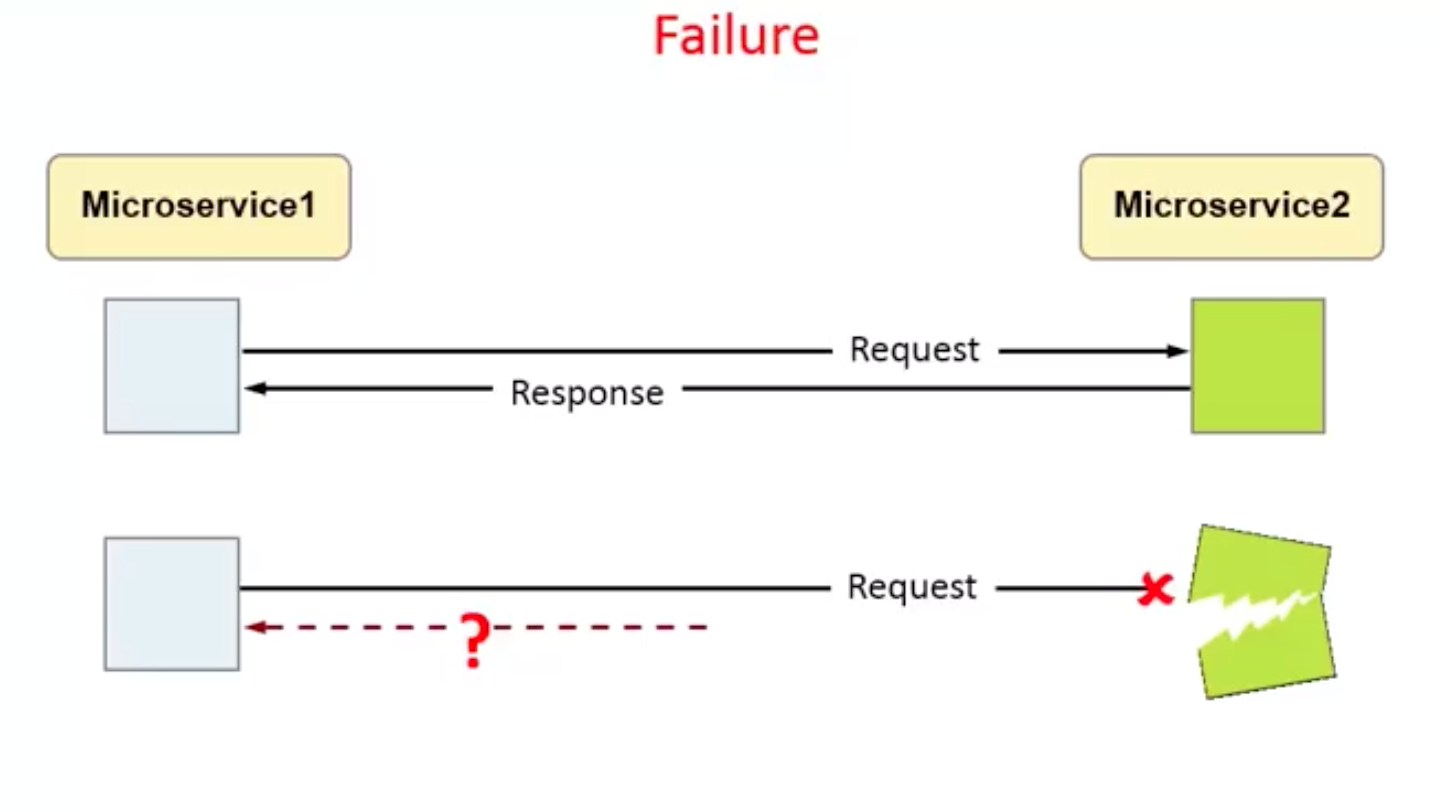 Failure
Microservice1
Microservice2
Request
Response
Request
?